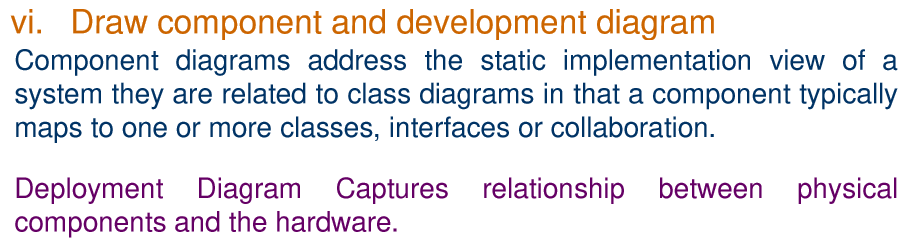 vi. Draw component and development diagram
Component diagrams address the static implementation view of a
system they are related to class diagrams in that a component typically
maps to one or more classes, interfaces or collaboration.
Deployment Diagram Captures relationship between physical
components and the hardware.